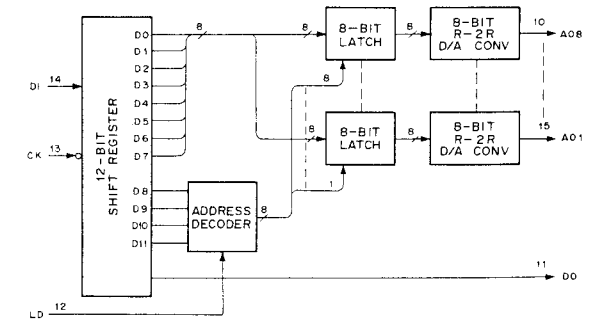 12-BIT
SHIFT REGISTER
D0
D1
D2
D3
D4
D5
D6
D7
D8
D9
D10
D11
DI
14
CK
13
LD
12
8
8
8-BIT
LATCH
8
8-BIT
R-2R
D/A CONV
10
AO8
8
8
8-BIT
LATCH
8
8-BIT
R-2R
D/A CONV
15
AO1
ADDRESS
DECODER
8
1
11
DO